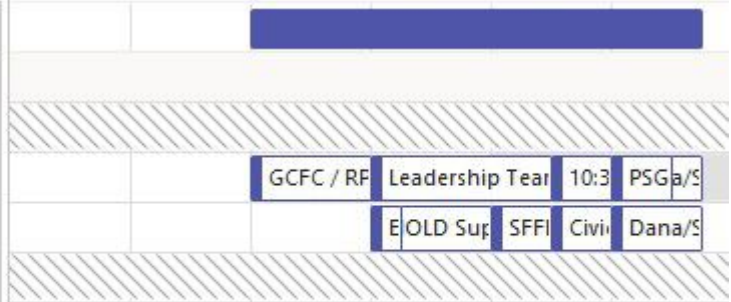 GCFC / RF Leadership Tear 10:3 PSG a/S
E OLD Sup SFFI Civi Dana/S